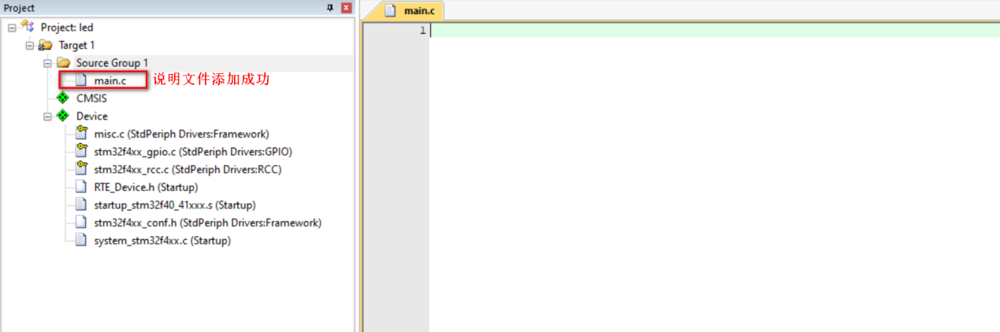 Project
main.c
Project: led
1
Target 1
Source Group 1
main.c 说明文件添加成功
CMSIS
Device
misc.c (StdPeriph Drivers:Framework)
stm32f4xx_gpio.c (StdPeriph Drivers:GPIO)
stm32f4xx_rcc.c (StdPeriph Drivers:RCC)
RTE_Device.h (Startup)
startup_stm32f40_41xxx.s (Startup)
stm32f4xx_conf.h (StdPeriph Drivers:Framework)
system_stm32f4xx.c (Startup)